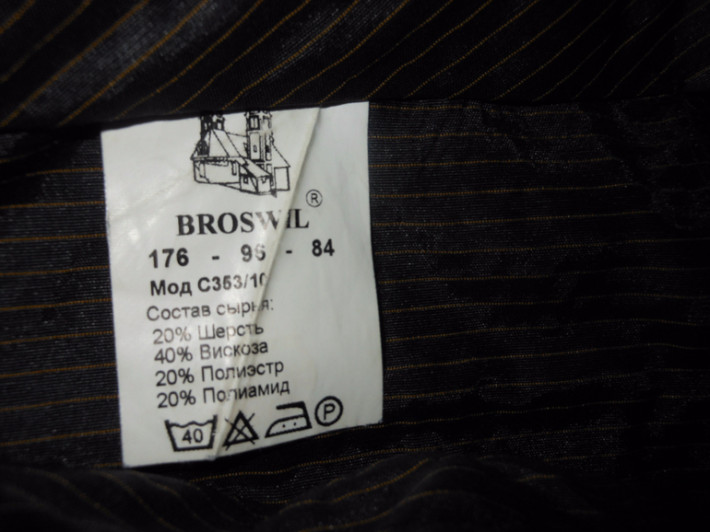 BROSWIL ®
176 - 96 - 84
Мод С353/10
Состав сырья:
20% Шерсть
40% Вискоза
20% Полиэстр
20% Полиамид
40 P